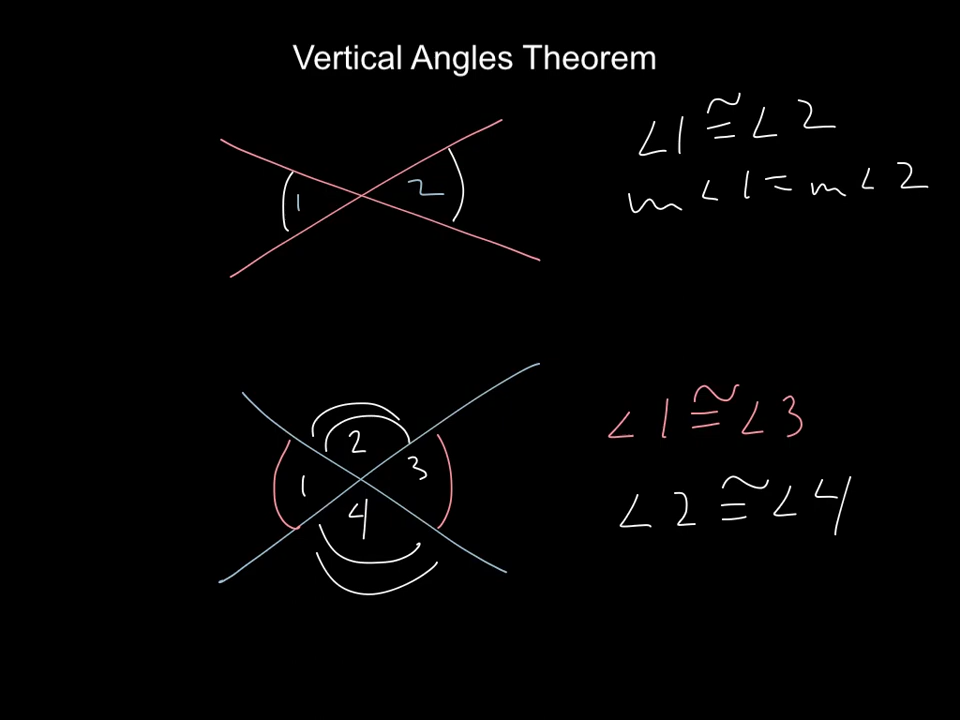 Vertical Angles Theorem
∠1 ≅ ∠2
m∠1 = m∠2
1
2
∠1 ≅ ∠3
∠2 ≅ ∠4
2
1
3
4